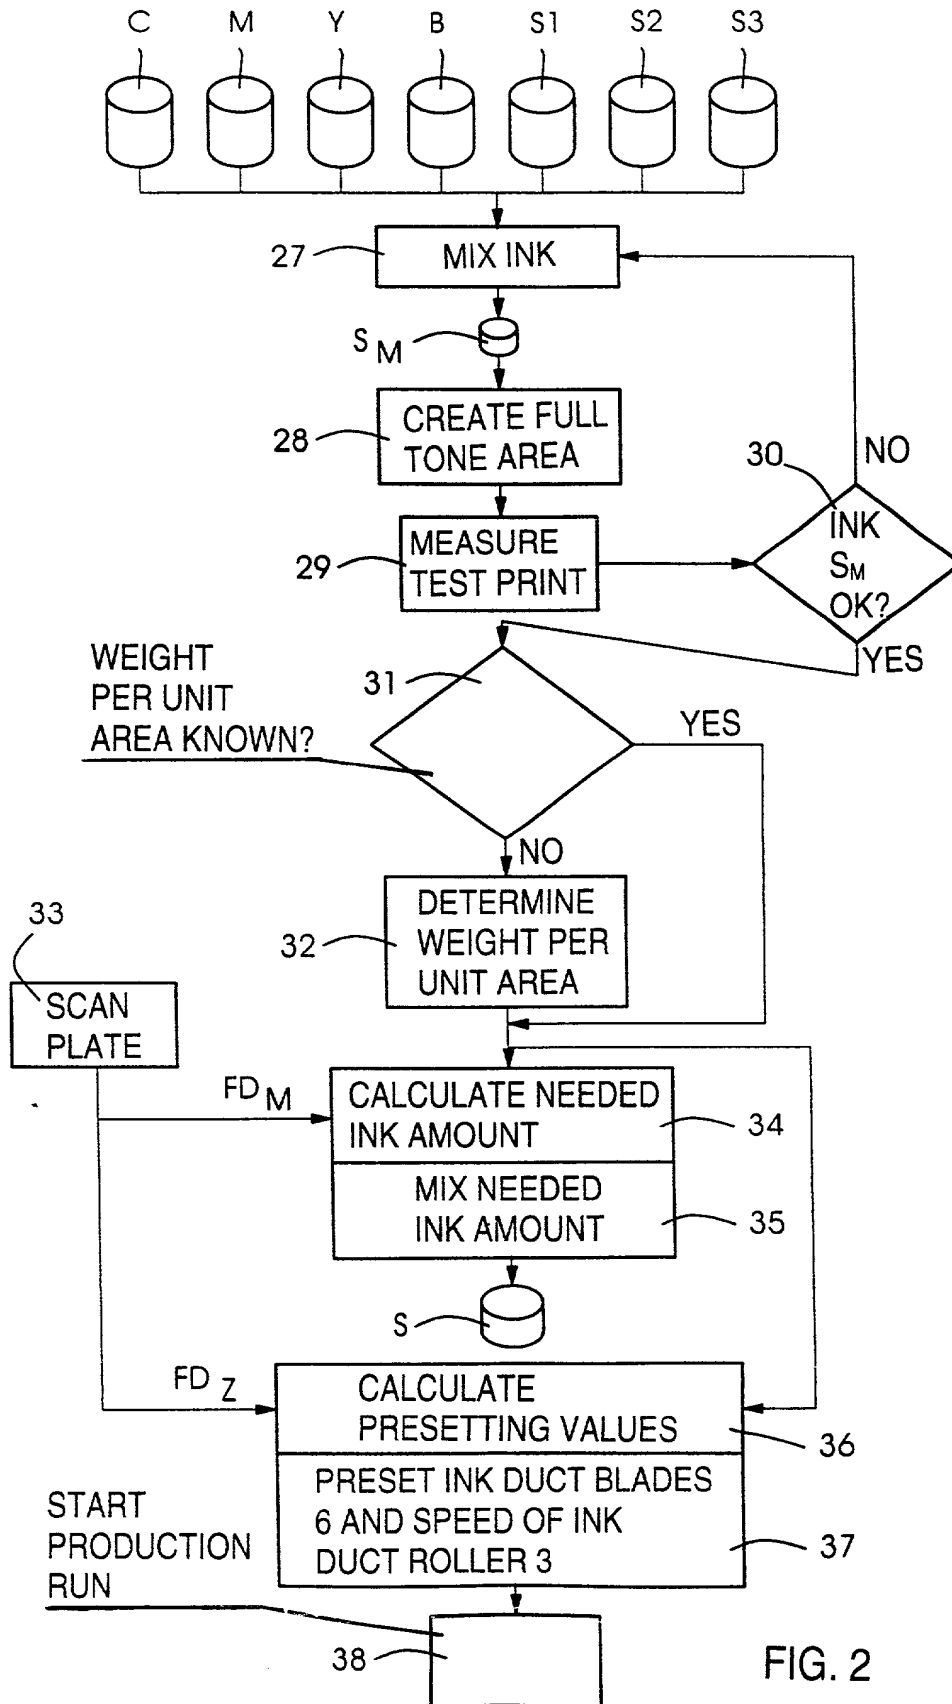 C M Y B S1 S2 S3
27
MIX INK
S M
28
CREATE FULL
TONE AREA
30
NO
INK
SM
OK?
29
MEASURE
TEST PRINT
YES
WEIGHT
PER UNIT
AREA KNOWN?
31
YES
NO
32
DETERMINE
WEIGHT PER
UNIT AREA
33
SCAN
PLATE
FD M
CALCULATE NEEDED
INK AMOUNT
34
MIX NEEDED
INK AMOUNT
35
S
FD Z
CALCULATE
PRESETTING VALUES
36
PRESET INK DUCT BLADES
6 AND SPEED OF INK
DUCT ROLLER 3
37
START
PRODUCTION
RUN
38
FIG. 2